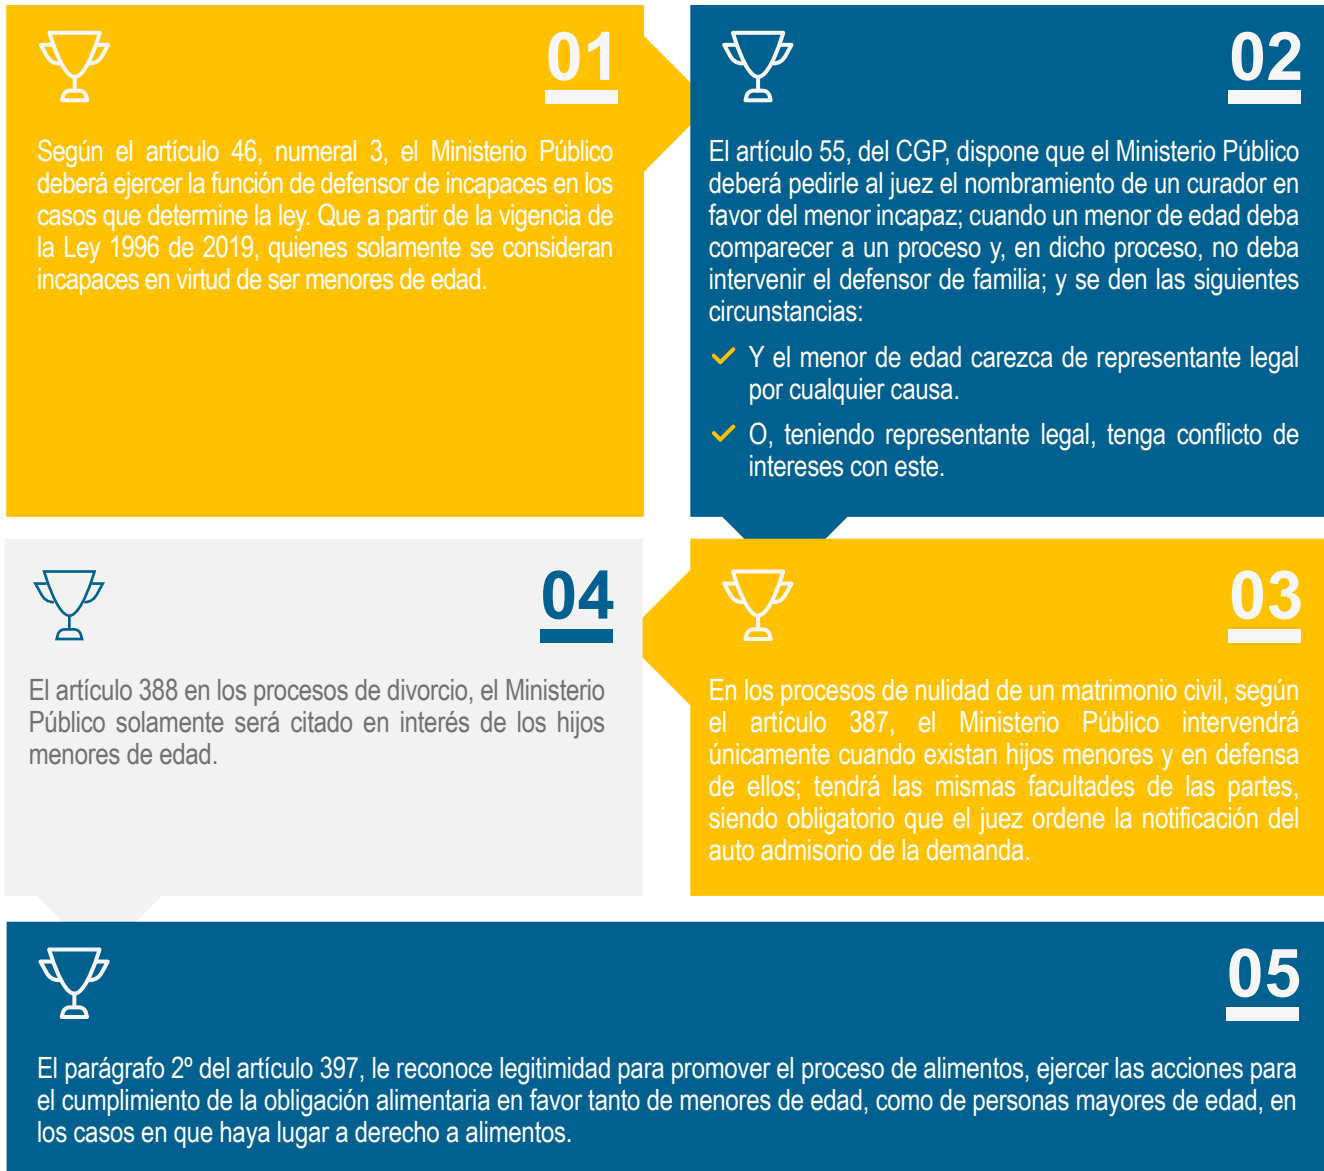 01
Según el artículo 46, numeral 3, el Ministerio Público
deberá ejercer la función de defensor de incapaces en los
casos que determine la ley. Que a partir de la vigencia de
la Ley 1996 de 2019, quienes solamente se consideran
incapaces en virtud de ser menores de edad.
02
El artículo 55, del CGP, dispone que el Ministerio Público
deberá pedirle al juez el nombramiento de un curador en
favor del menor incapaz; cuando un menor de edad deba
comparecer a un proceso y, en dicho proceso, no deba
intervenir el defensor de familia; y se den las siguientes
circunstancias:
Y el menor de edad carezca de representante legal
por cualquier causa.
O, teniendo representante legal, tenga conflicto de
intereses con este.
03
En los procesos de nulidad de un matrimonio civil, según
el artículo 387, el Ministerio Público intervendrá
únicamente cuando existan hijos menores y en defensa
de ellos; tendrá las mismas facultades de las partes,
siendo obligatorio que el juez ordene la notificación del
auto admisorio de la demanda.
04
El artículo 388 en los procesos de divorcio, el Ministerio
Público solamente será citado en interés de los hijos
menores de edad.
05
El parágrafo 2º del artículo 397, le reconoce legitimidad para promover el proceso de alimentos, ejercer las acciones para
el cumplimiento de la obligación alimentaria en favor tanto de menores de edad, como de personas mayores de edad, en
los casos en que haya lugar a derecho a alimentos.